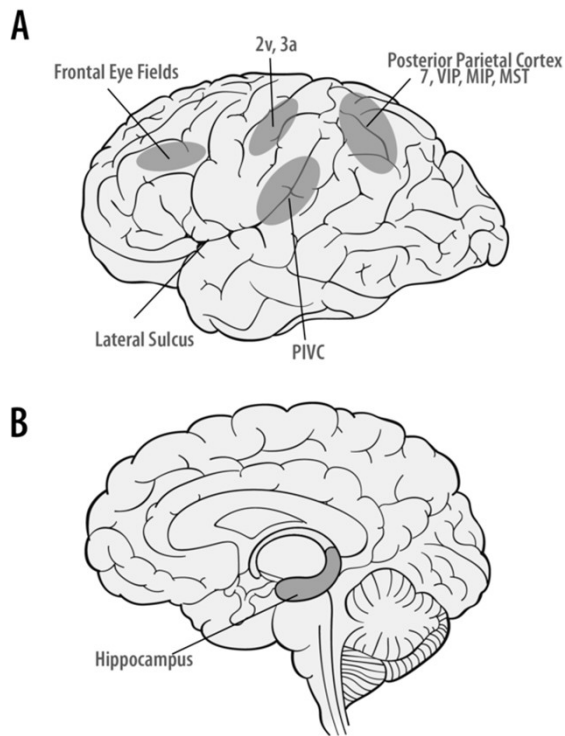 A
2v, 3a
Frontal Eye Fields
Posterior Parietal Cortex
7, VIP, MIP, MST
Lateral Sulcus
PIVC
B
Hippocampus